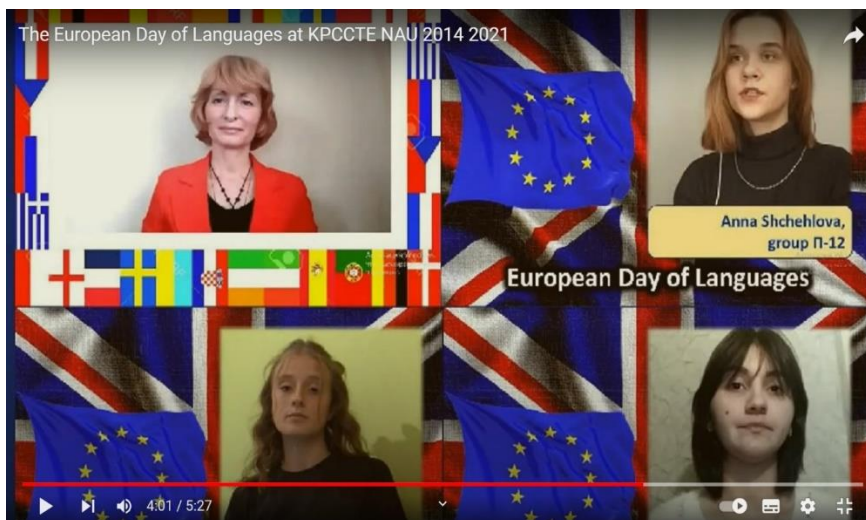 The European Day of Languages at KPCCTE NAU 2014 2021
Anna Shchehlova,
group П-12
European Day of Languages
4:01 / 5:27